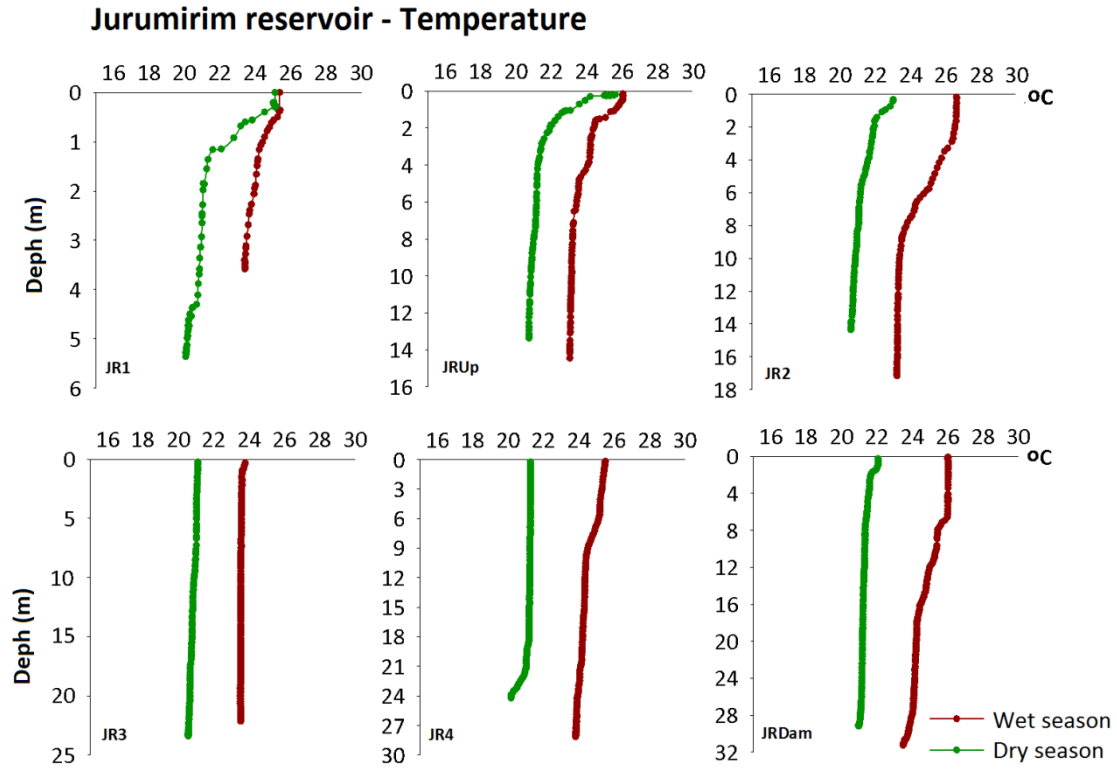 Jurumirim reservoir - Temperature
16 18 20 22 24 26 28 30
16 18 20 22 24 26 28 30
16 18 20 22 24 26 28 30
oC
Deph (m)
0
1
2
3
4
5
6
JR1
0
2
4
6
8
10
12
14
16
JRUp
0
2
4
6
8
10
12
14
16
18
JR2
16 18 20 22 24 26 28 30
16 18 20 22 24 26 28 30
16 18 20 22 24 26 28 30
oC
Deph (m)
0
5
10
15
20
25
JR3
0
3
6
9
12
15
18
21
24
27
30
JR4
0
4
8
12
16
20
24
28
32
JRDam
Wet season
Dry season